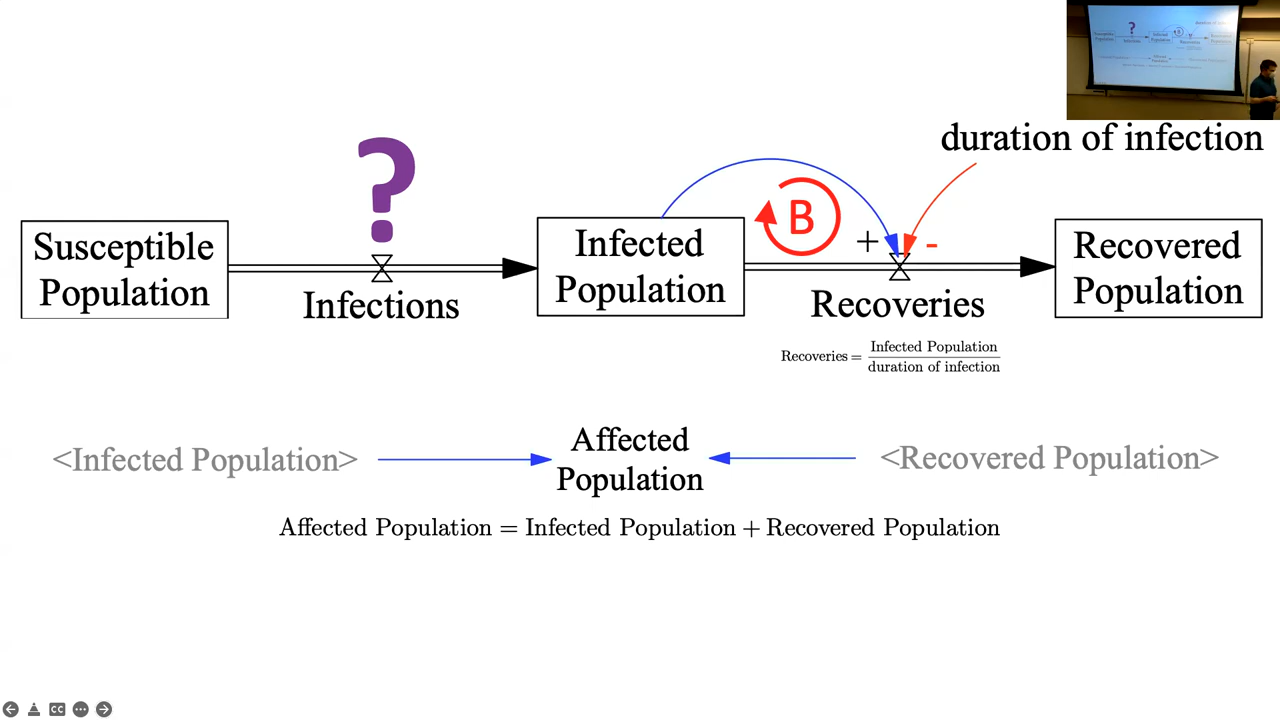 duration of infection
?
B
+
-
Susceptible
Population
Infections
Infected
Population
Recoveries
Recovered
Population
Recoveries = Infected Population
duration of infection
<Infected Population>
Affected
Population
<Recovered Population>
Affected Population = Infected Population + Recovered Population
CC